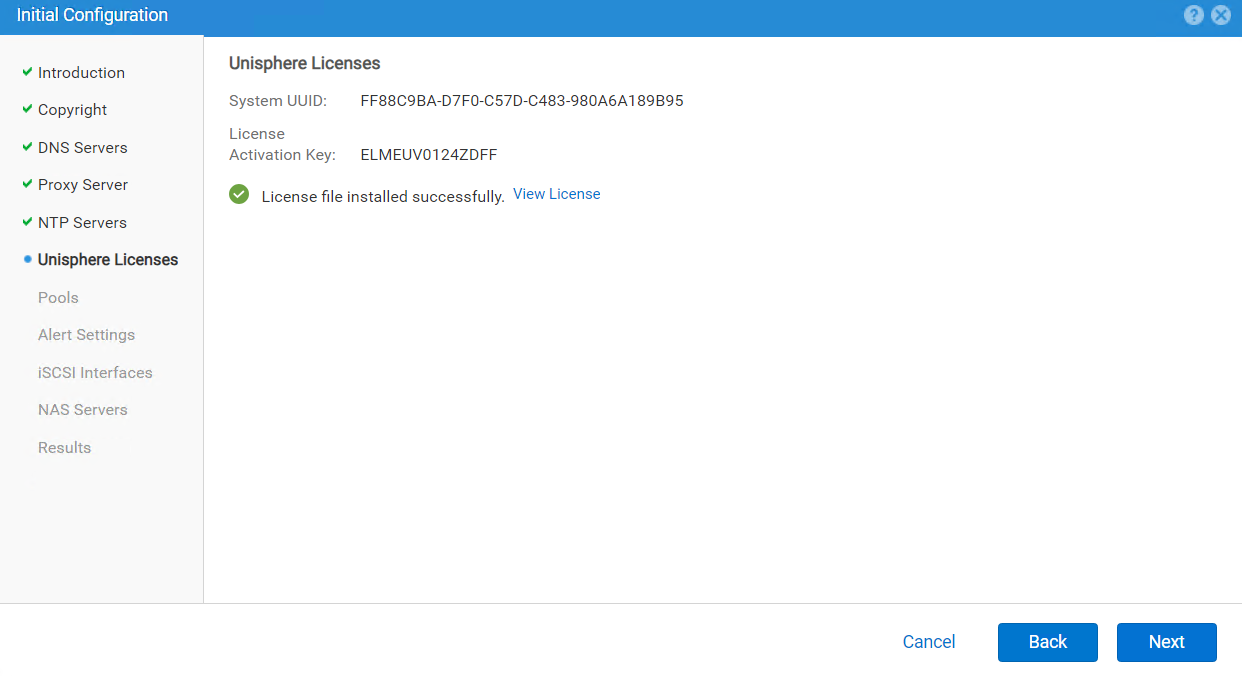 Initial Configuration
Introduction
Copyright
DNS Servers
Proxy Server
NTP Servers
Unisphere Licenses
Pools
Alert Settings
iSCSI Interfaces
NAS Servers
Results
Unisphere Licenses
System UUID: FF88C9BA-D7F0-C57D-C483-980A6A189B95
License
Activation Key: ELMEUV0124ZDFF
License file installed successfully. View License
Cancel Back Next